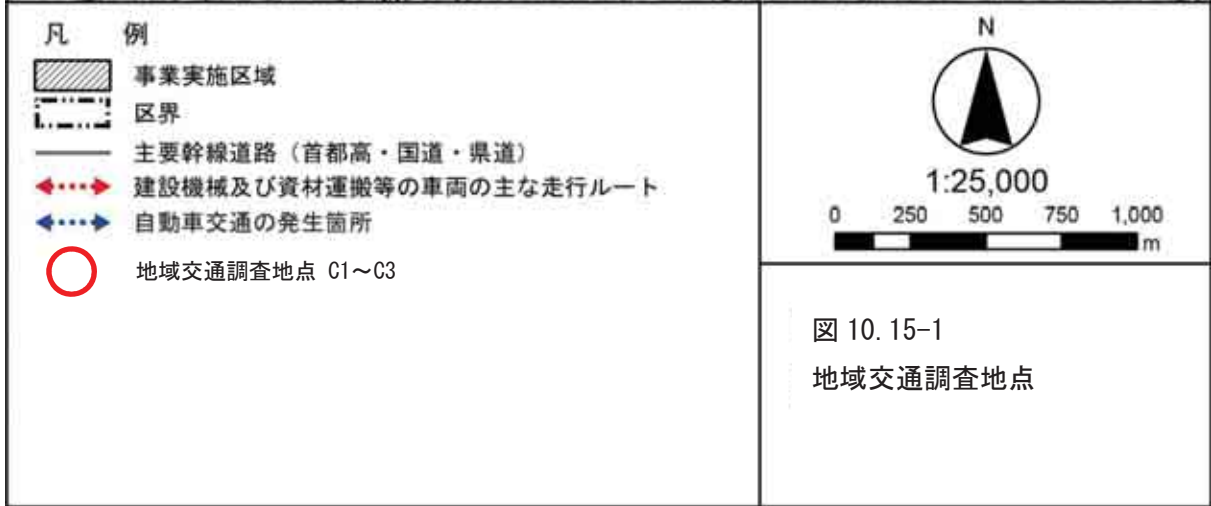 凡 例
事業実施区域
区界
主要幹線道路（首都高・国道・県道）
建設機械及び資材運搬等の車両の主な走行ルート
自動車交通の発生箇所
地域交通調査地点 C1～C3
N
1:25,000
0 250 500 750 1,000
m
図 10.15-1
地域交通調査地点